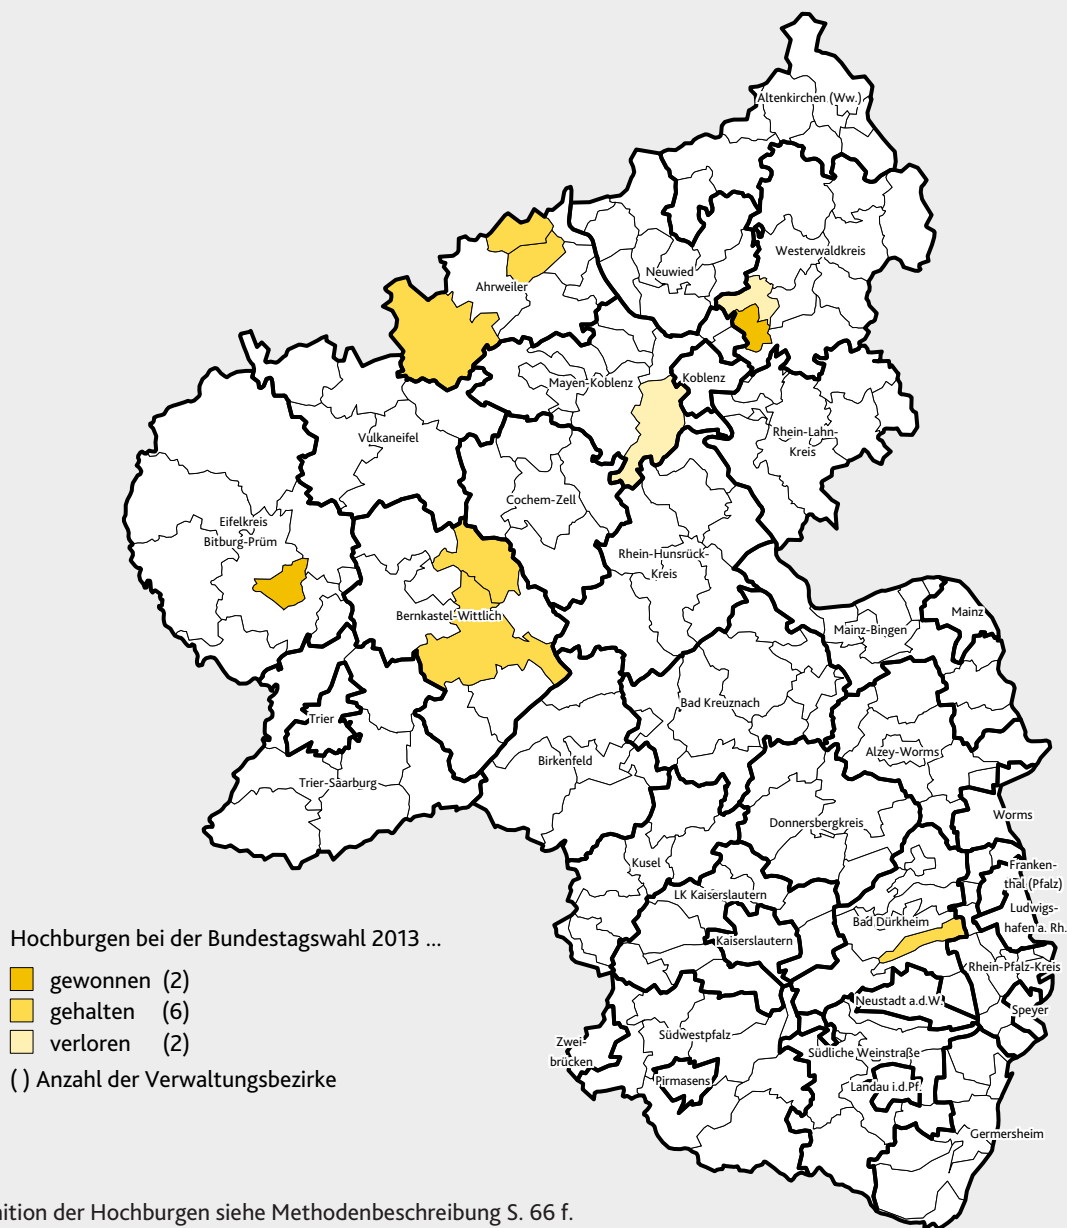 Altenkirchen (Ww.)
Westerwaldkreis
Neuwied
Ahrweiler
Mayen-Koblenz
Koblenz
Vulkaneifel
Rhein-Lahn-
Kreis
Cochem-Zell
Eifelkreis
Bitburg-Prüm
Rhein-Hunsrück-
Kreis
Bernkastel-Wittlich
Mainz
Mainz-Bingen
Bad Kreuznach
Trier
Alzey-Worms
Birkenfeld
Trier-Saarburg
Worms
Donnersbergkreis
Kusel
Franken-
thal (Pfalz)
LK Kaiserslautern
Ludwigs-
hafen a. Rh.
Bad Dürkheim
Kaiserslautern
Rhein-Pfalz-Kreis
Neustadt a.d.W.
Speyer
Südwestpfalz
Zwei-
brücken
Südliche Weinstraße
Pirmasens
Landau i.d.Pf.
Germersheim
Hochburgen bei der Bundestagswahl 2013 ...
gewonnen (2)
gehalten (6)
verloren (2)
( ) Anzahl der Verwaltungsbezirke
nition der Hochburgen siehe Methodenbeschreibung S. 66 f.